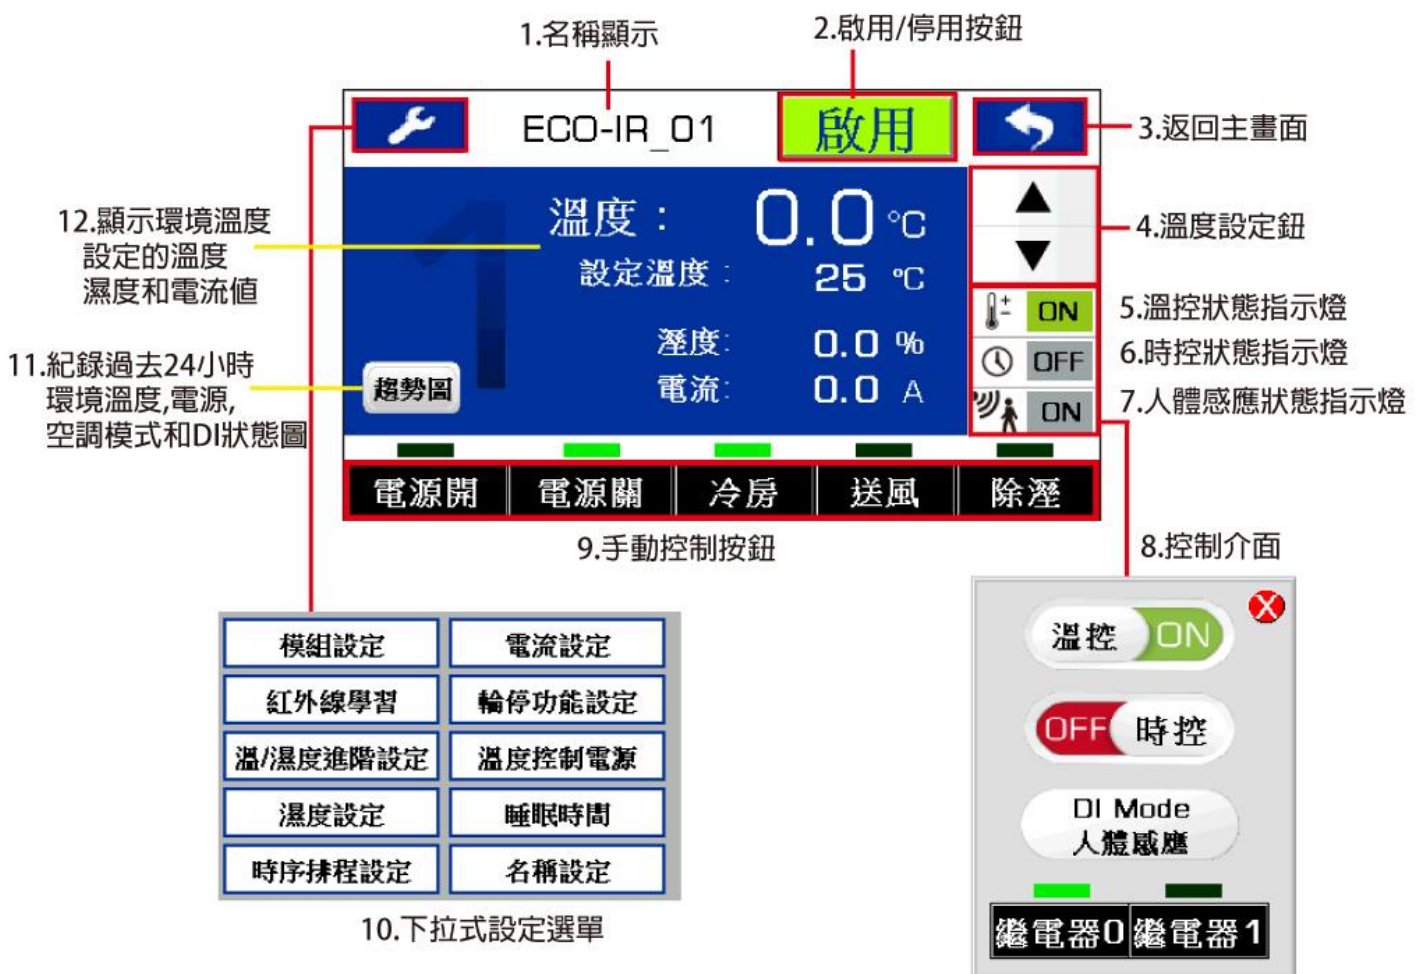 1.名稱顯示
2.啟用/停用按鈕
ECO-IR_01
啟用
3.返回主畫面
12.顯示環境溫度
設定的溫度
濕度和電流值
溫度：
0.0 ℃
設定溫度：
25 ℃
溼度:
0.0 %
電流:
0.0 A
4.溫度設定鈕
ON
5.溫控狀態指示燈
OFF
6.時控狀態指示燈
ON
7.人體感應狀態指示燈
11.紀錄過去24小時
環境溫度,電源,
空調模式和DI狀態圖
趨勢圖
電源開
電源關
冷房
送風
除溼
9.手動控制按鈕
8.控制介面
模組設定
電流設定
紅外線學習
輪停功能設定
溫/濕度進階設定
溫度控制電源
濕度設定
睡眠時間
時序排程設定
名稱設定
10.下拉式設定選單
溫控 ON
OFF 時控
DI Mode
人體感應
繼電器0
繼電器1